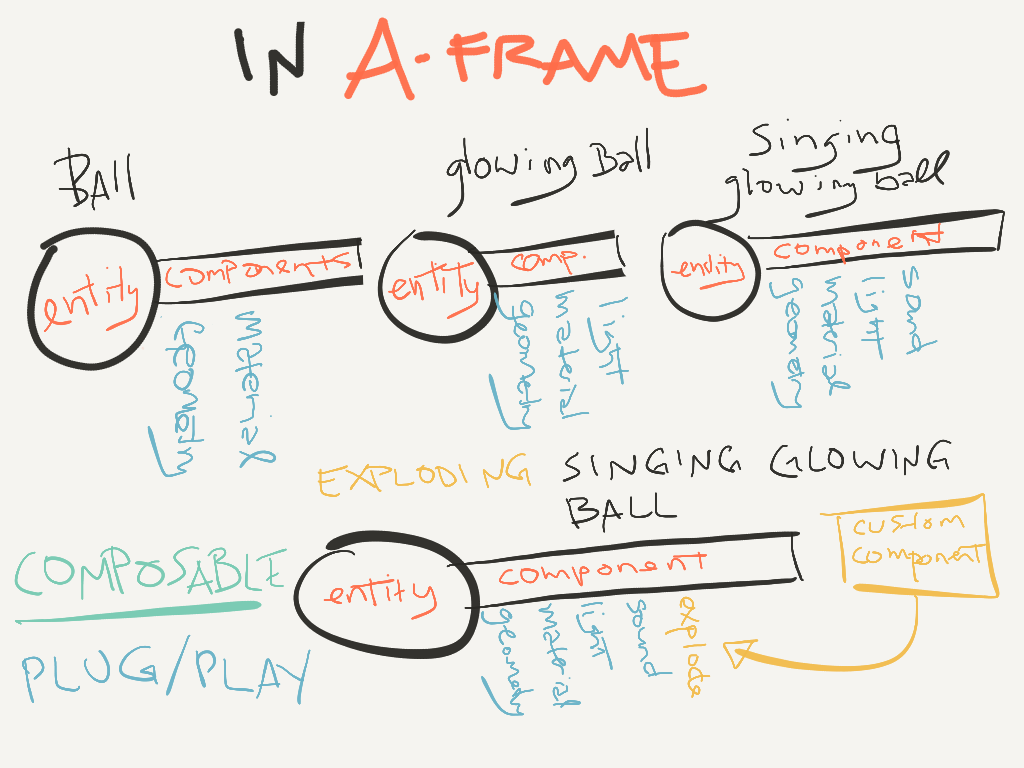 IN A-FRAME
BALL
entity
components
Geometry
material
glowing Ball
entity
comp.
geometry
material
light
Singing
glowing ball
entity
component
geometry
material
light
sound
EXPLODING SINGING GLOWING
BALL
COMPOSABLE
PLUG/PLAY
entity
component
geometry
material
light
sound
explode
custom
component